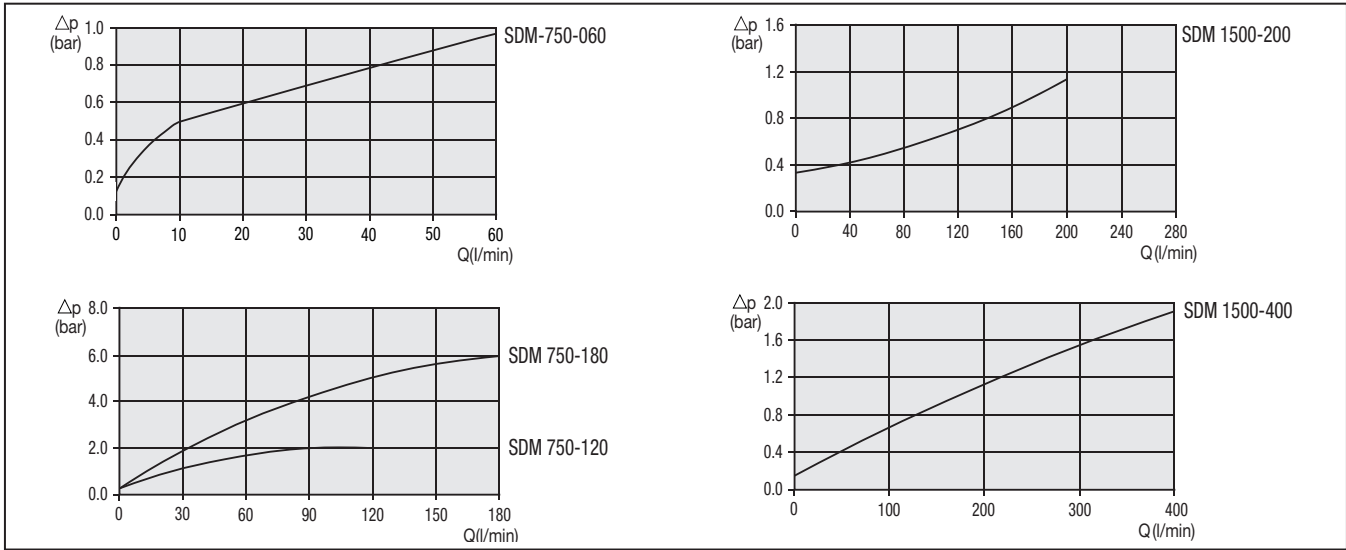 △p
(bar)
1.0
0.8
0.6
0.4
0.2
0.0
0 10 20 30 40 50 60
Q(l/min)
SDM-750-060
△p
(bar)
1.6
1.2
0.8
0.4
0.0
0 40 80 120 160 200 240 280
Q(l/min)
SDM 1500-200
△p
(bar)
8.0
6.0
4.0
2.0
0.0
0 30 60 90 120 150 180
Q(l/min)
SDM 750-180
SDM 750-120
△p
(bar)
2.0
1.6
1.2
0.8
0.4
0.0
0 100 200 300 400
Q(l/min)
SDM 1500-400